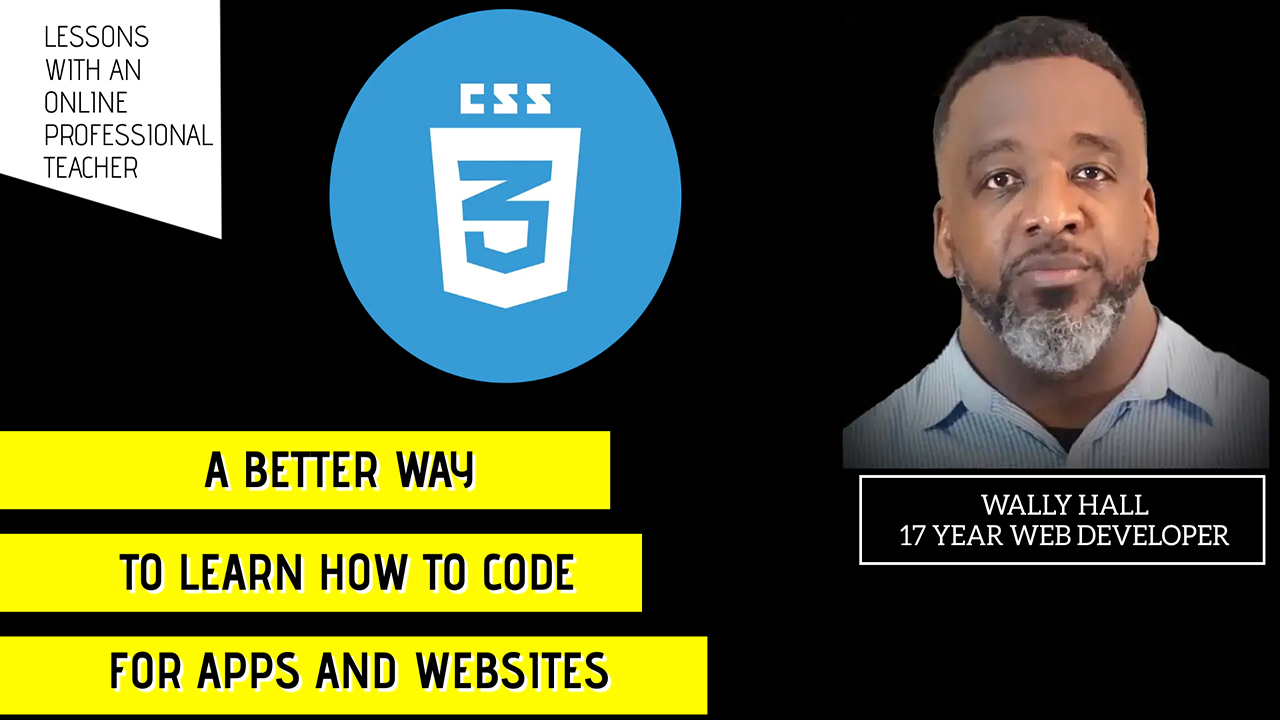 LESSONS
WITH AN
ONLINE
PROFESSIONAL
TEACHER
CSS
3
A BETTER WAY
TO LEARN HOW TO CODE
FOR APPS AND WEBSITES
WALLY HALL
17 YEAR WEB DEVELOPER